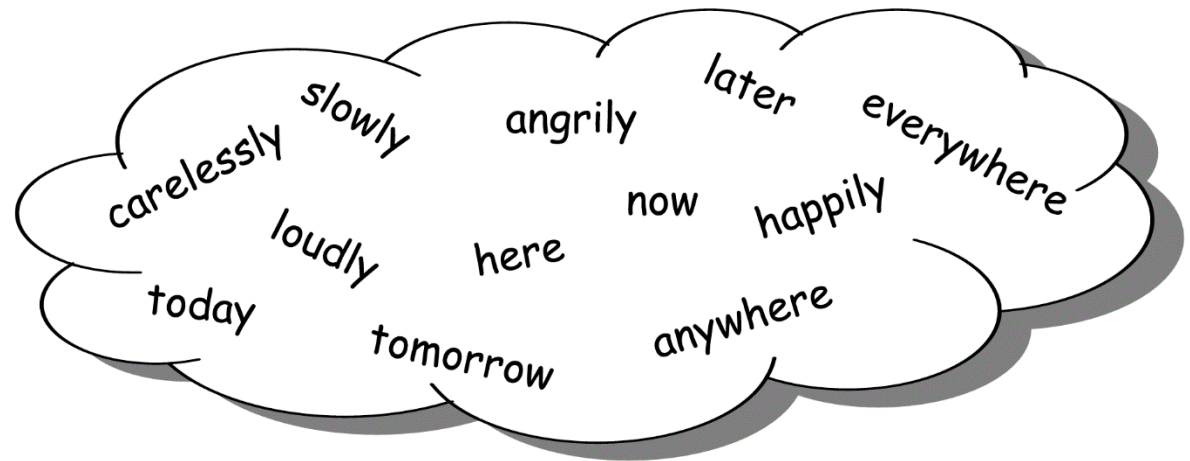 slowly
angrily
later
everywhere
carelessly
now
happily
loudly
here
today
tomorrow
anywhere